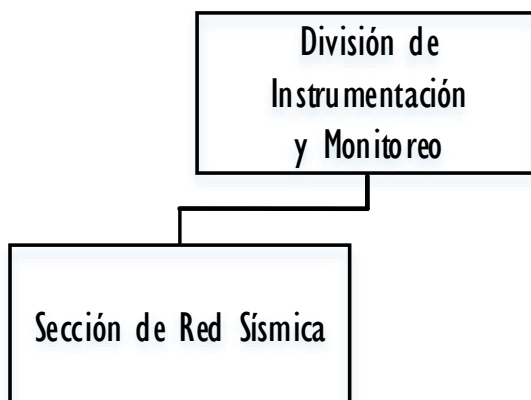 División de
Instrumentación
y Monitoreo
Sección de Red Sísmica